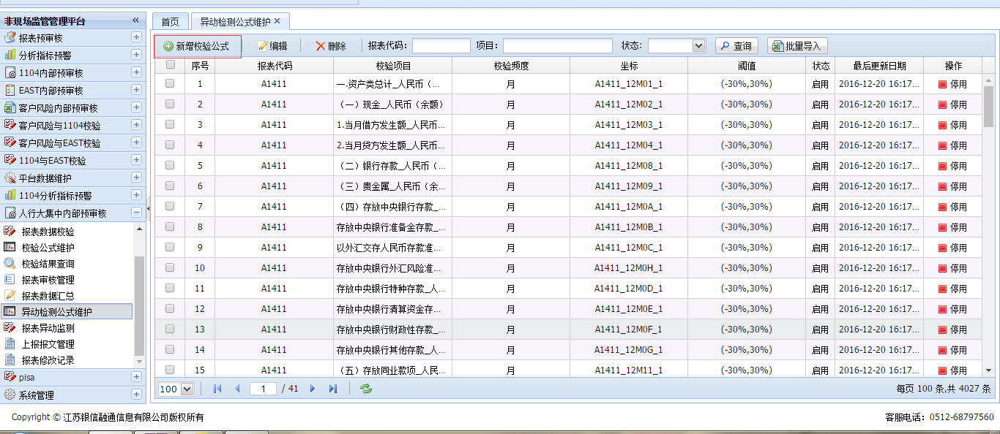 非现场监管管理平台
首页 异动检测公式维护
报表预审核
分析指标预警
1104内部预审核
EAST内部预审核
客户风险内部预审核
客户风险与1104校验
客户风险与EAST校验
1104与EAST校验
平台数据维护
1104分析指标预警
人行大集中内部预审核
报表数据校验
校验公式维护
校验结果查询
报表审核管理
报表数据汇总
异动检测公式维护
报表异动监测
上报报文管理
报表修改记录
pisa
系统管理
新增校验公式 编辑 删除 报表代码: 项目: 状态: 查询 批量导入
序号 报表代码 校验项目 校验频度 坐标 阈值 状态 最后更新日期 操作
1 A1411 一.资产类总计_人民币（... 月 A1411_12M01_1 (-30%,30%) 启用 2016-12-20 16:17... 停用
2 A1411 （一）现金_人民币（余额） 月 A1411_12M02_1 (-30%,30%) 启用 2016-12-20 16:17... 停用
3 A1411 1.当月借方发生额_人民币... 月 A1411_12M03_1 (-30%,30%) 启用 2016-12-20 16:17... 停用
4 A1411 2.当月贷方发生额_人民币... 月 A1411_12M04_1 (-30%,30%) 启用 2016-12-20 16:17... 停用
5 A1411 （二）银行存款_人民币（... 月 A1411_12M08_1 (-30%,30%) 启用 2016-12-20 16:17... 停用
6 A1411 （三）贵金属_人民币（余... 月 A1411_12M09_1 (-30%,30%) 启用 2016-12-20 16:17... 停用
7 A1411 （四）存放中央银行存款_... 月 A1411_12M0A_1 (-30%,30%) 启用 2016-12-20 16:17... 停用
8 A1411 存放中央银行准备金存款_... 月 A1411_12M0B_1 (-30%,30%) 启用 2016-12-20 16:17... 停用
9 A1411 以外汇交存人民币存款准... 月 A1411_12M0C_1 (-30%,30%) 启用 2016-12-20 16:17... 停用
10 A1411 存放中央银行外汇风险准... 月 A1411_12M0H_1 (-30%,30%) 启用 2016-12-20 16:17... 停用
11 A1411 存放中央银行特种存款_人... 月 A1411_12M0D_1 (-30%,30%) 启用 2016-12-20 16:17... 停用
12 A1411 存放中央银行清算资金存... 月 A1411_12M0E_1 (-30%,30%) 启用 2016-12-20 16:17... 停用
13 A1411 存放中央银行财政性存款_... 月 A1411_12M0F_1 (-30%,30%) 启用 2016-12-20 16:17... 停用
14 A1411 存放中央银行其他存款_人... 月 A1411_12M0G_1 (-30%,30%) 启用 2016-12-20 16:17... 停用
15 A1411 （五）存放同业款项_人民... 月 A1411_12M11_1 (-30%,30%) 启用 2016-12-20 16:17... 停用
100 1 / 41 每页 100 条,共 4027 条
Copyright © 江苏银信融通信息有限公司版权所有 客服电话：0512-68797560